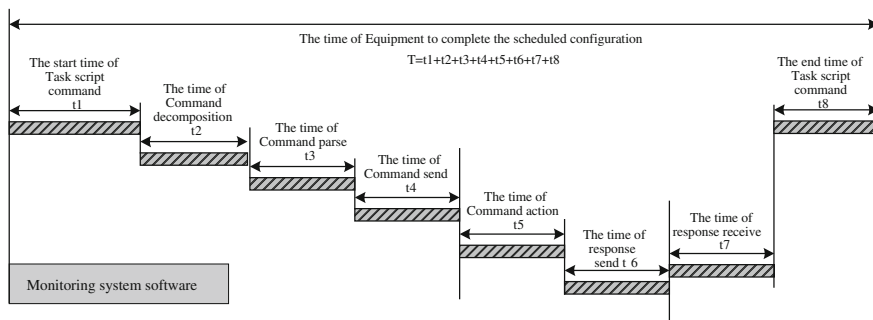 The time of Equipment to complete the scheduled configuration
T=t1+t2+t3+t4+t5+t6+t7+t8
The start time of
Task script
command
t1
The time of
Command
decomposition
t2
The time of
Command parse
t3
The time of
Command send
t4
The time of
Command action
t5
The time of
response
send t 6
The time of
response receive
t7
The end time of
Task script
command
t8
Monitoring system software